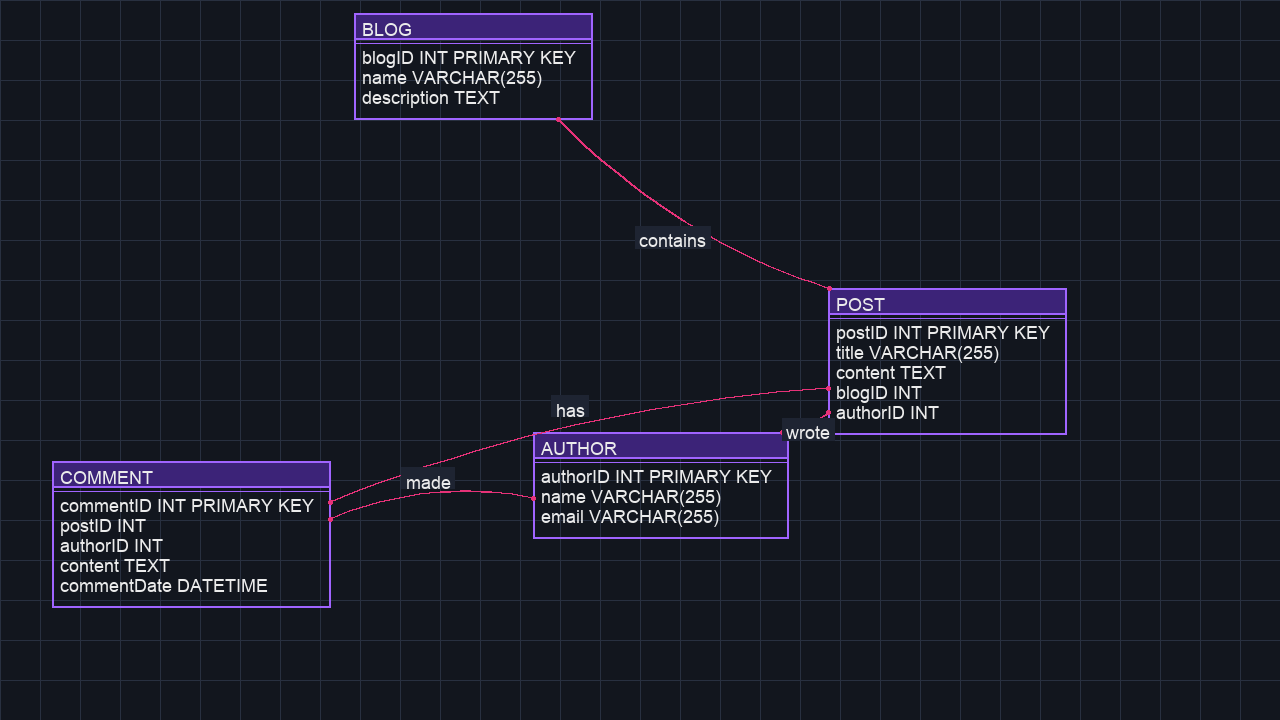 BLOG
blogID INT PRIMARY KEY
name VARCHAR(255)
description TEXT
contains
POST
postID INT PRIMARY KEY
title VARCHAR(255)
content TEXT
blogID INT
authorID INT
has
wrote
AUTHOR
authorID INT PRIMARY KEY
name VARCHAR(255)
email VARCHAR(255)
made
COMMENT
commentID INT PRIMARY KEY
postID INT
authorID INT
content TEXT
commentDate DATETIME